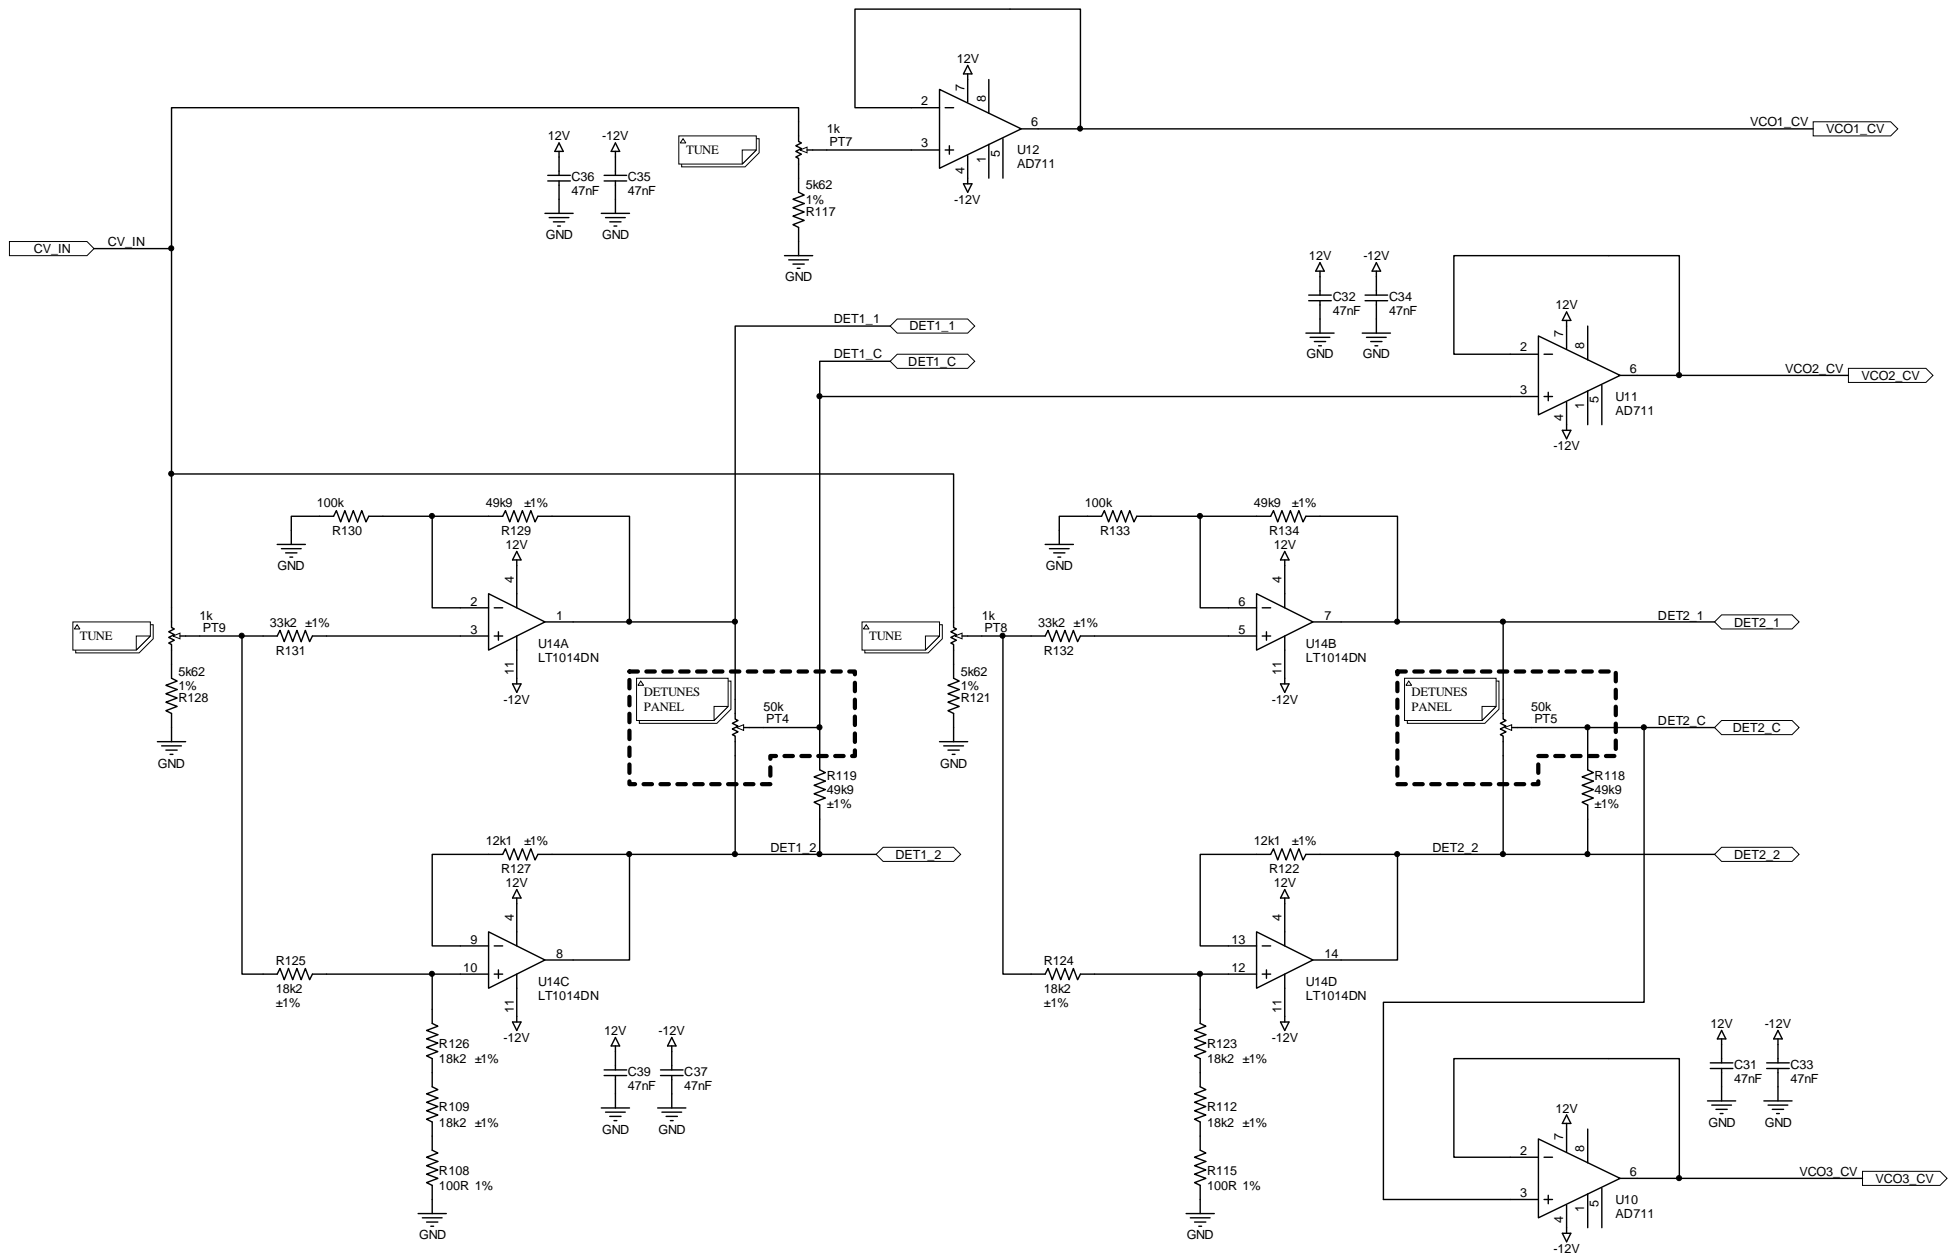 12V
7
8
2
3
6
1
5
4
-12V
U12
AD711
VCO1_CV
VCO1_CV
12V
C36
47nF
GND
-12V
C35
47nF
GND
TUNE
1k
PT7
5k62
1%
R117
GND
CV_IN
CV_IN
12V
C32
47nF
GND
-12V
C34
47nF
GND
DET1_1
DET1_1
DET1_C
DET1_C
12V
7
8
2
3
6
1
5
4
-12V
U11
AD711
VCO2_CV
VCO2_CV
100k
R130
GND
49k9 ±1%
R129
12V
4
2
3
1
11
-12V
U14A
LT1014DN
TUNE
1k
PT9
33k2 ±1%
R131
5k62
1%
R128
GND
DETUNES
PANEL
50k
PT4
R119
49k9
±1%
100k
R133
GND
49k9 ±1%
R134
12V
4
6
5
7
11
-12V
U14B
LT1014DN
TUNE
1k
PT8
33k2 ±1%
R132
5k62
1%
R121
GND
DET2_1
DET2_1
DETUNES
PANEL
50k
PT5
DET2_C
DET2_C
R118
49k9
±1%
12k1 ±1%
R127
12V
4
9
10
8
11
-12V
U14C
LT1014DN
DET1_2
DET1_2
R125
18k2
±1%
R126
18k2 ±1%
R109
18k2 ±1%
R108
100R 1%
GND
12V
C39
47nF
GND
-12V
C37
47nF
GND
12k1 ±1%
R122
12V
4
13
12
14
11
-12V
U14D
LT1014DN
DET2_2
DET2_2
R124
18k2
±1%
R123
18k2 ±1%
R112
18k2 ±1%
R115
100R 1%
GND
12V
C31
47nF
GND
-12V
C33
47nF
GND
12V
7
8
2
3
6
1
5
4
-12V
U10
AD711
VCO3_CV
VCO3_CV